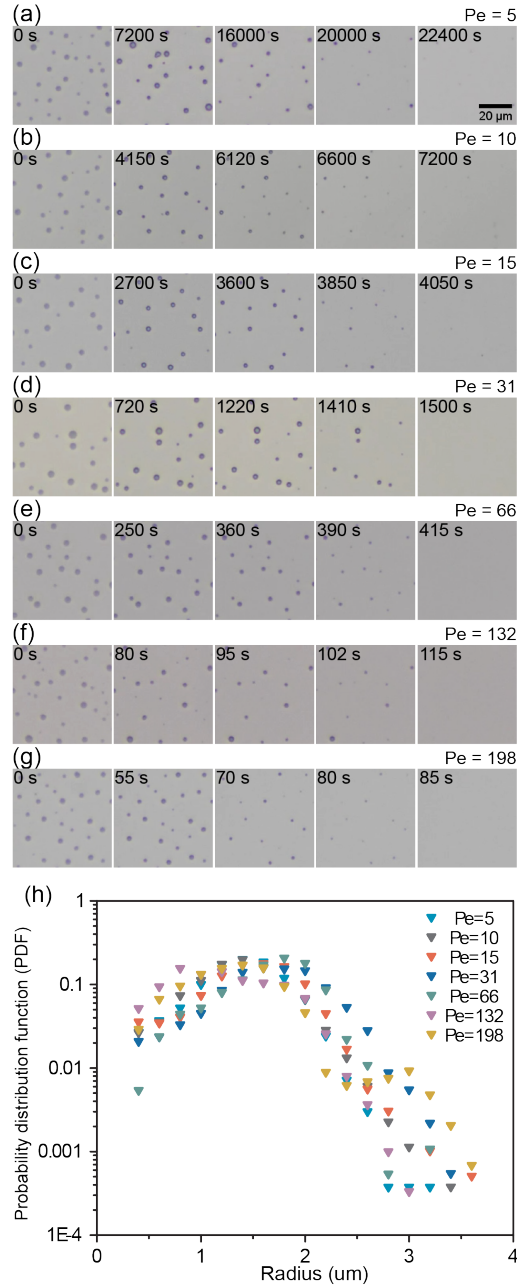 (a) Pe = 5
0 s 7200 s 16000 s 20000 s 22400 s
20 µm
(b) Pe = 10
0 s 4150 s 6120 s 6600 s 7200 s
(c) Pe = 15
0 s 2700 s 3600 s 3850 s 4050 s
(d) Pe = 31
0 s 720 s 1220 s 1410 s 1500 s
(e) Pe = 66
0 s 250 s 360 s 390 s 415 s
(f) Pe = 132
0 s 80 s 95 s 102 s 115 s
(g) Pe = 198
0 s 55 s 70 s 80 s 85 s
(h)
Probability distribution function (PDF)
1
0.1
0.01
0.001
1E-4
Pe=5
Pe=10
Pe=15
Pe=31
Pe=66
Pe=132
Pe=198
0 1 2 3 4
Radius (um)